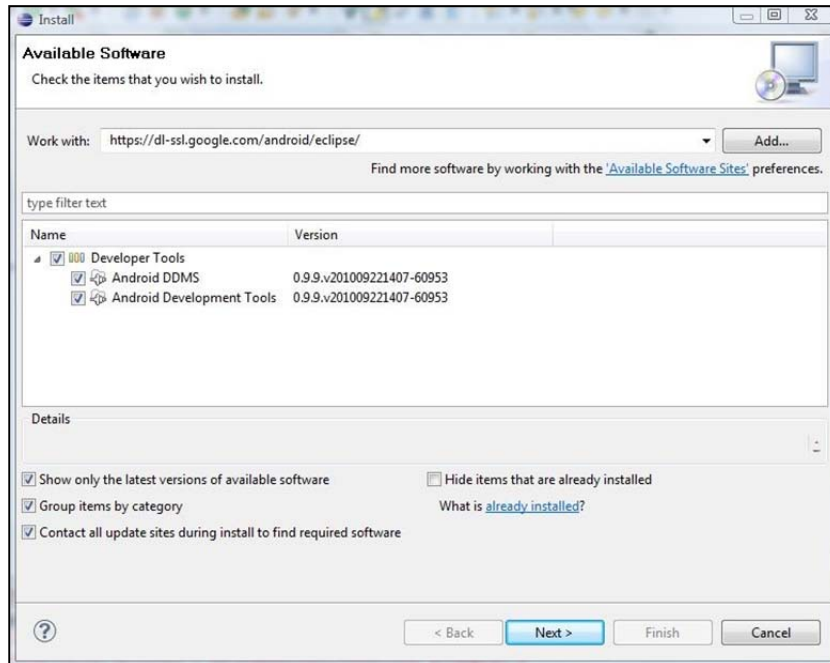 Install
Available Software
Check the items that you wish to install.
Work with: https://dl-ssl.google.com/android/eclipse/ Add...
Find more software by working with the 'Available Software Sites' preferences.
type filter text
Name Version
Developer Tools
Android DDMS 0.9.9.v201009221407-60953
Android Development Tools 0.9.9.v201009221407-60953
Details
Show only the latest versions of available software Hide items that are already installed
Group items by category What is already installed?
Contact all update sites during install to find required software
? < Back Next > Finish Cancel